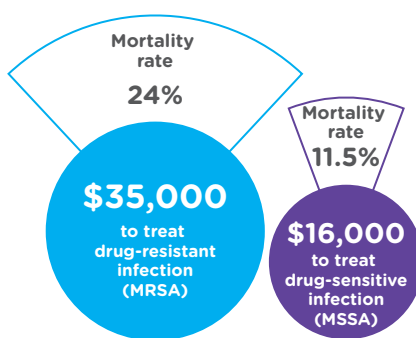 Mortality
rate
24%
$35,000
to treat
drug-resistant
infection
(MRSA)
Mortality
rate
11.5%
$16,000
to treat
drug-sensitive
infection
(MSSA)